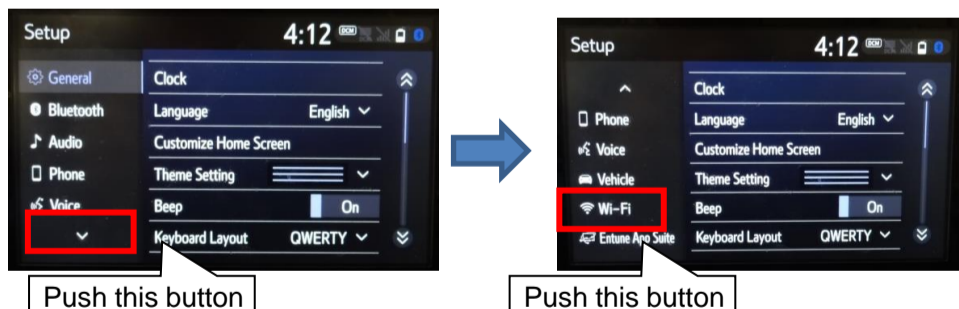 Setup 4:12 DCM
General
Clock
Bluetooth
Language English
Audio
Customize Home Screen
Phone
Theme Setting
Voice
Beep On
Keyboard Layout QWERTY
Push this button
Setup 4:12 DCM
Clock
Phone
Language English
Voice
Customize Home Screen
Vehicle
Theme Setting
Wi-Fi
Beep On
Entune App Suite
Keyboard Layout QWERTY
Push this button